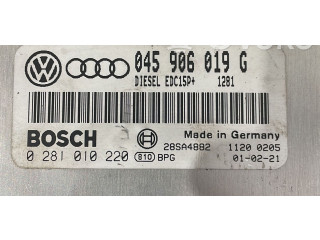 045 906 019 G
DIESEL EDC15P+ 1281
BOSCH
Made in Germany
28SA4882 1120 0205
0 281 010 220 810 BPG 01-02-21